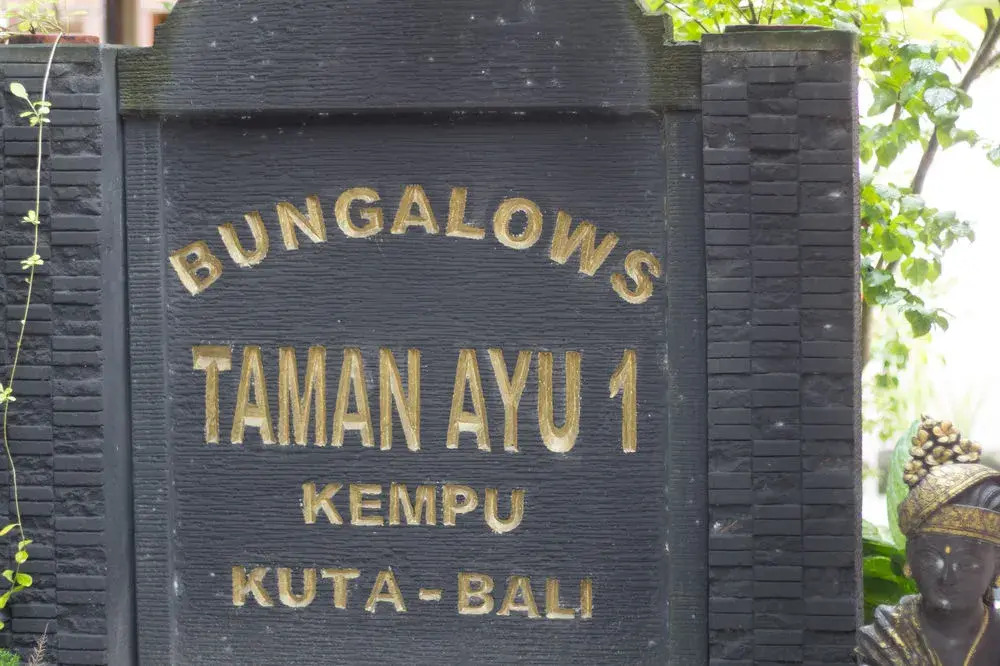 BUNGALOWS
TAMAN AYU 1
KEMPU
KUTA - BALI